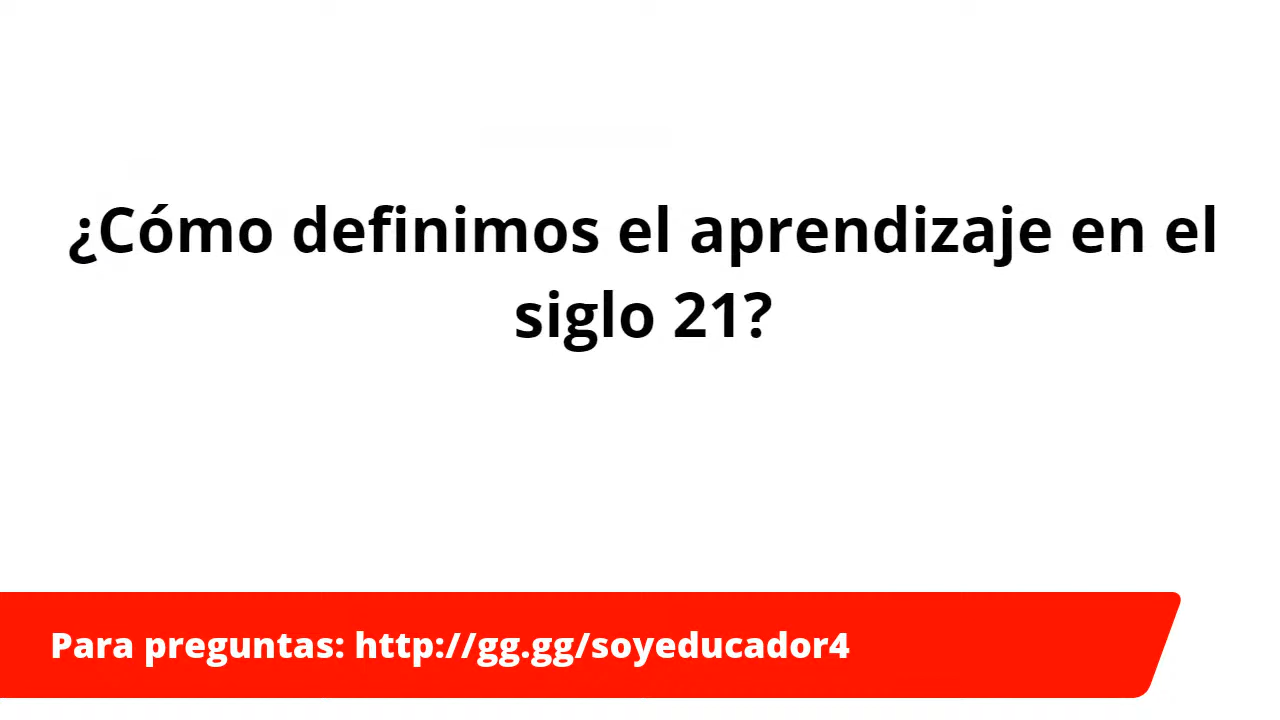 ¿Cómo definimos el aprendizaje en el
siglo 21?
Para preguntas: http://gg.gg/soyeducador4